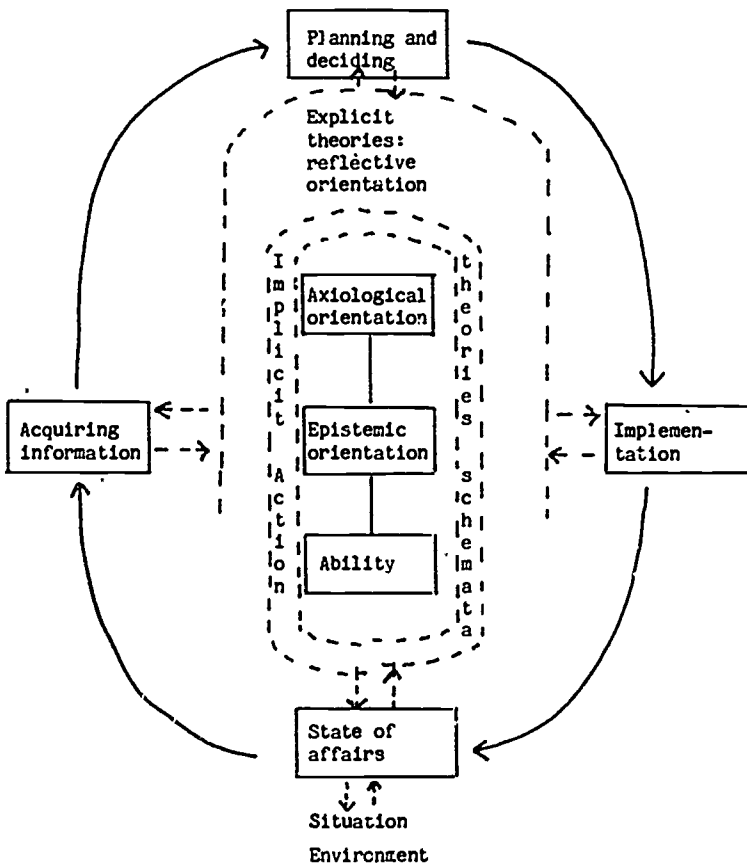 Planning and
deciding
Explicit
theories:
reflective
orientation
Implicit Action
theories schemata
Axiological
orientation
Acquiring
information
Epistemic
orientation
Implemen-
tation
Ability
State of
affairs
Situation
Environment